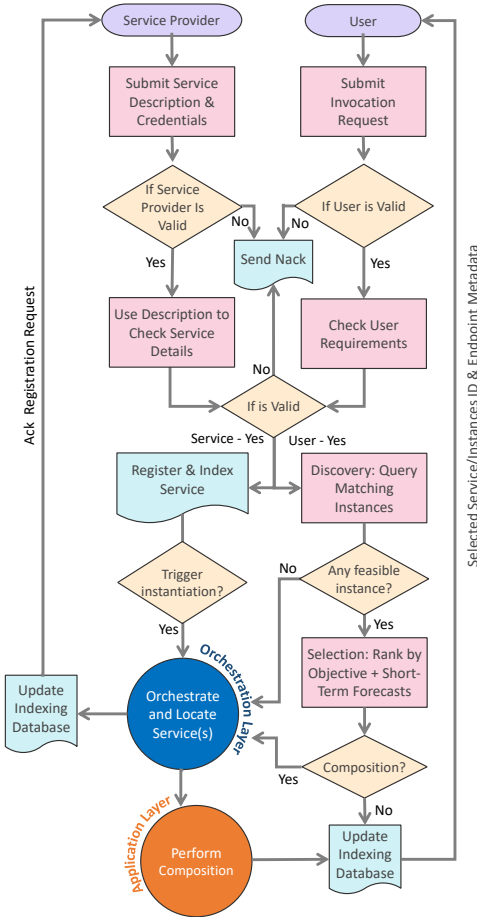 Service Provider
User
Submit Service
Description &
Credentials
Submit
Invocation
Request
If Service
Provider Is
Valid
No
No
If User is Valid
Send Nack
Yes
Yes
Use Description to
Check Service
Details
Check User
Requirements
No
If is Valid
Service - Yes
User - Yes
Register & Index
Service
Discovery: Query
Matching
Instances
Trigger
instantiation?
No
Any feasible
instance?
Yes
Yes
Selection: Rank by
Objective + Short-
Term Forecasts
Orchestration Layer
Orchestrate
and Locate
Service(s)
Update
Indexing
Database
Composition?
Yes
No
Application Layer
Perform
Composition
Update
Indexing
Database
Ack Registration Request
Selected Service/Instances ID & Endpoint Metadata